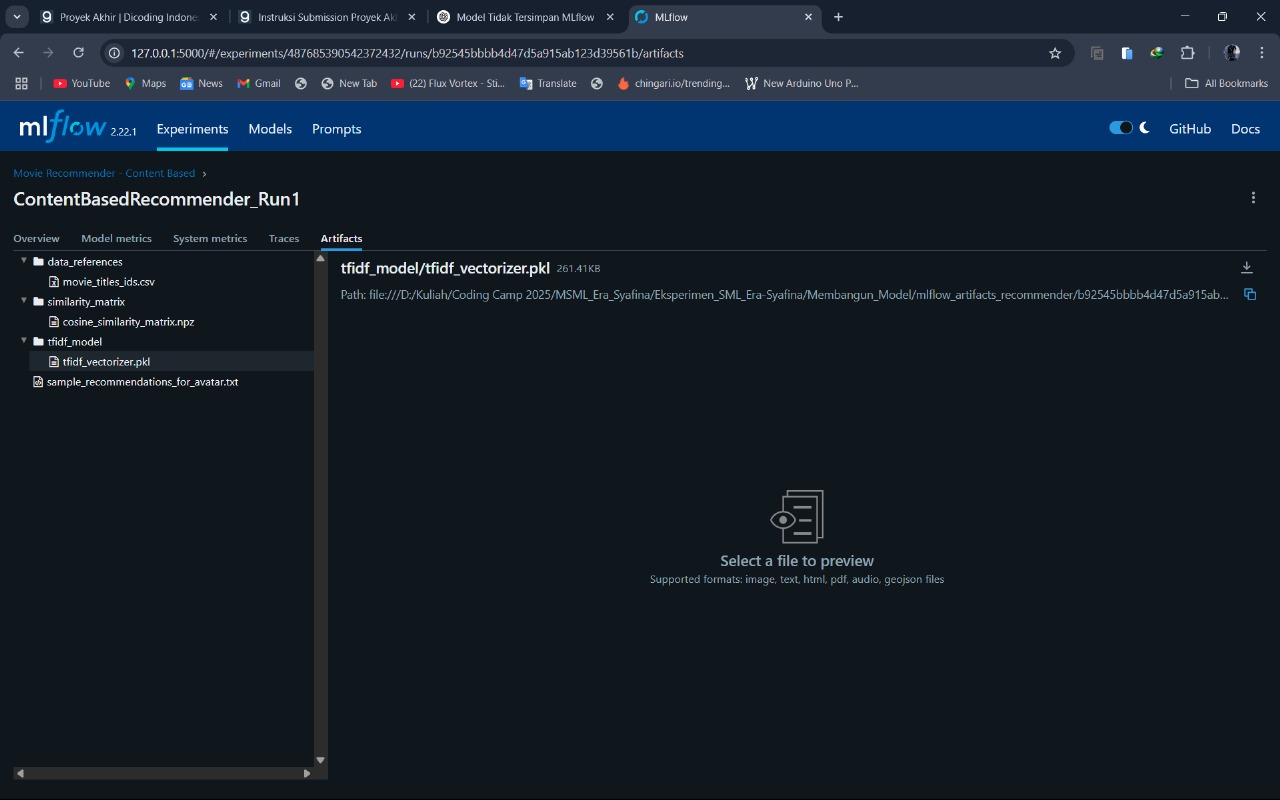 Proyek Akhir | Dicoding Indone
Instruksi Submission Proyek Ak
Model Tidak Tersimpan MLflow
MLflow
127.0.0.1:5000/#/experiments/487685390542372432/runs/b92545bbbb4d47d5a915ab123d39561b/artifacts
YouTube
Maps
News
Gmail
New Tab
(22) Flux Vortex - Sti...
Translate
chingari.io/trending...
New Arduino Uno P...
All Bookmarks
mlflow 2.22.1
Experiments
Models
Prompts
GitHub
Docs
Movie Recommender - Content Based
ContentBasedRecommender_Run1
Overview
Model metrics
System metrics
Traces
Artifacts
data_references
movie_titles_ids.csv
similarity_matrix
cosine_similarity_matrix.npz
tfidf_model
tfidf_vectorizer.pkl
sample_recommendations_for_avatar.txt
tfidf_model/tfidf_vectorizer.pkl 261.41KB
Path: file:///D:/Kuliah/Coding Camp 2025/MSML_Era_Syafina/Eksperimen_SML_Era-Syafina/Membangun_Model/mlflow_artifacts_recommender/b92545bbbb4d47d5a915ab...
Select a file to preview
Supported formats: image, text, html, pdf, audio, geojson files